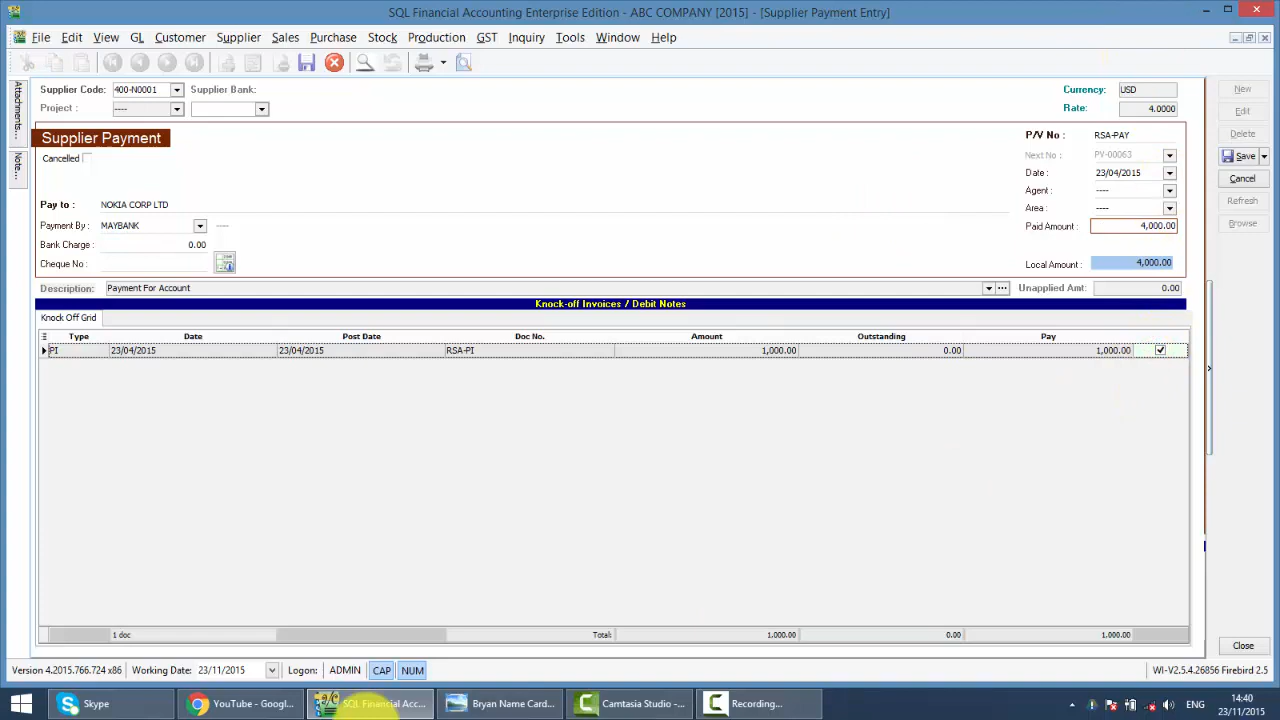 SQL Financial Accounting Enterprise Edition - ABC COMPANY [2015] - [Supplier Payment Entry]
File Edit View GL Customer Supplier Sales Purchase Stock Production GST Inquiry Tools Window Help
Attachments...
Note...
Supplier Code: 400-N0001 Supplier Bank: Currency: USD
Project : ---- Rate: 4.0000
New
Edit
Delete
Save
Cancel
Refresh
Browse
Supplier Payment P/V No : RSA-PAY
Cancelled Next No : PV-00063
Date : 23/04/2015
Agent : ----
Pay to : NOKIA CORP LTD Area : ----
Payment By : MAYBANK ---- Paid Amount : 4,000.00
Bank Charge : 0.00
Cheque No : Local Amount : 4,000.00
Description: Payment For Account Unapplied Amt: 0.00
Knock-off Invoices / Debit Notes
Knock Off Grid
Type Date Post Date Doc No. Amount Outstanding Pay
PI 23/04/2015 23/04/2015 RSA-PI 1,000.00 0.00 1,000.00
1 doc Total: 1,000.00 0.00 1,000.00
Close
Version 4.2015.766.724 x86 Working Date: 23/11/2015 Logon: ADMIN CAP NUM WI-V2.5.4.26856 Firebird 2.5
Skype YouTube - Googl... SQL Financial Acc... Bryan Name Card... Camtasia Studio -... Recording... ENG 14:40
23/11/2015